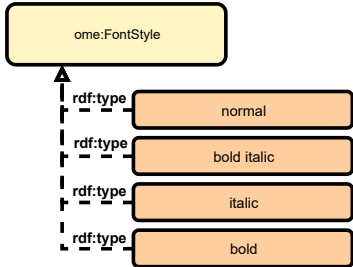 ome:FontStyle
rdf:type
normal
rdf:type
bold italic
rdf:type
italic
rdf:type
bold